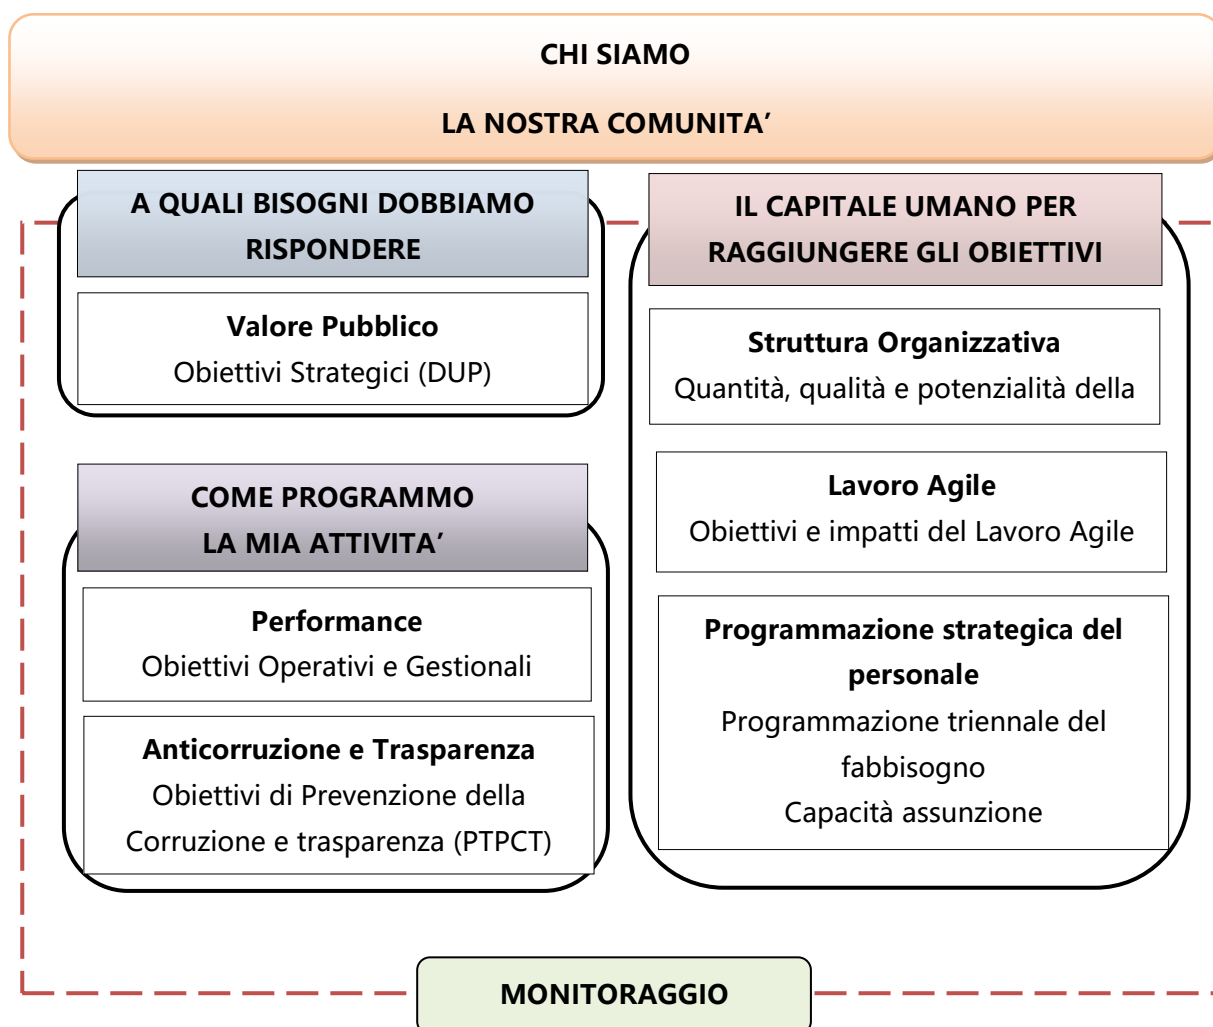 CHI SIAMO
LA NOSTRA COMUNITA’
A QUALI BISOGNI DOBBIAMO
RISPONDERE
Valore Pubblico
Obiettivi Strategici (DUP)
COME PROGRAMMO
LA MIA ATTIVITA’
Performance
Obiettivi Operativi e Gestionali
Anticorruzione e Trasparenza
Obiettivi di Prevenzione della
Corruzione e trasparenza (PTPCT)
IL CAPITALE UMANO PER
RAGGIUNGERE GLI OBIETTIVI
Struttura Organizzativa
Quantità, qualità e potenzialità della
Lavoro Agile
Obiettivi e impatti del Lavoro Agile
Programmazione strategica del
personale
Programmazione triennale del
fabbisogno
Capacità assunzione
MONITORAGGIO